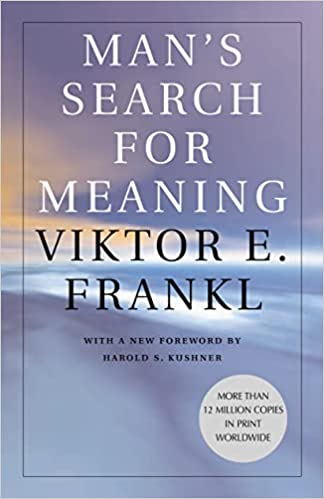 MAN'S
SEARCH
FOR
MEANING
VIKTOR E.
FRANKL
WITH A NEW FOREWORD BY
HAROLD S. KUSHNER
MORE THAN
12 MILLION COPIES
IN PRINT
WORLDWIDE